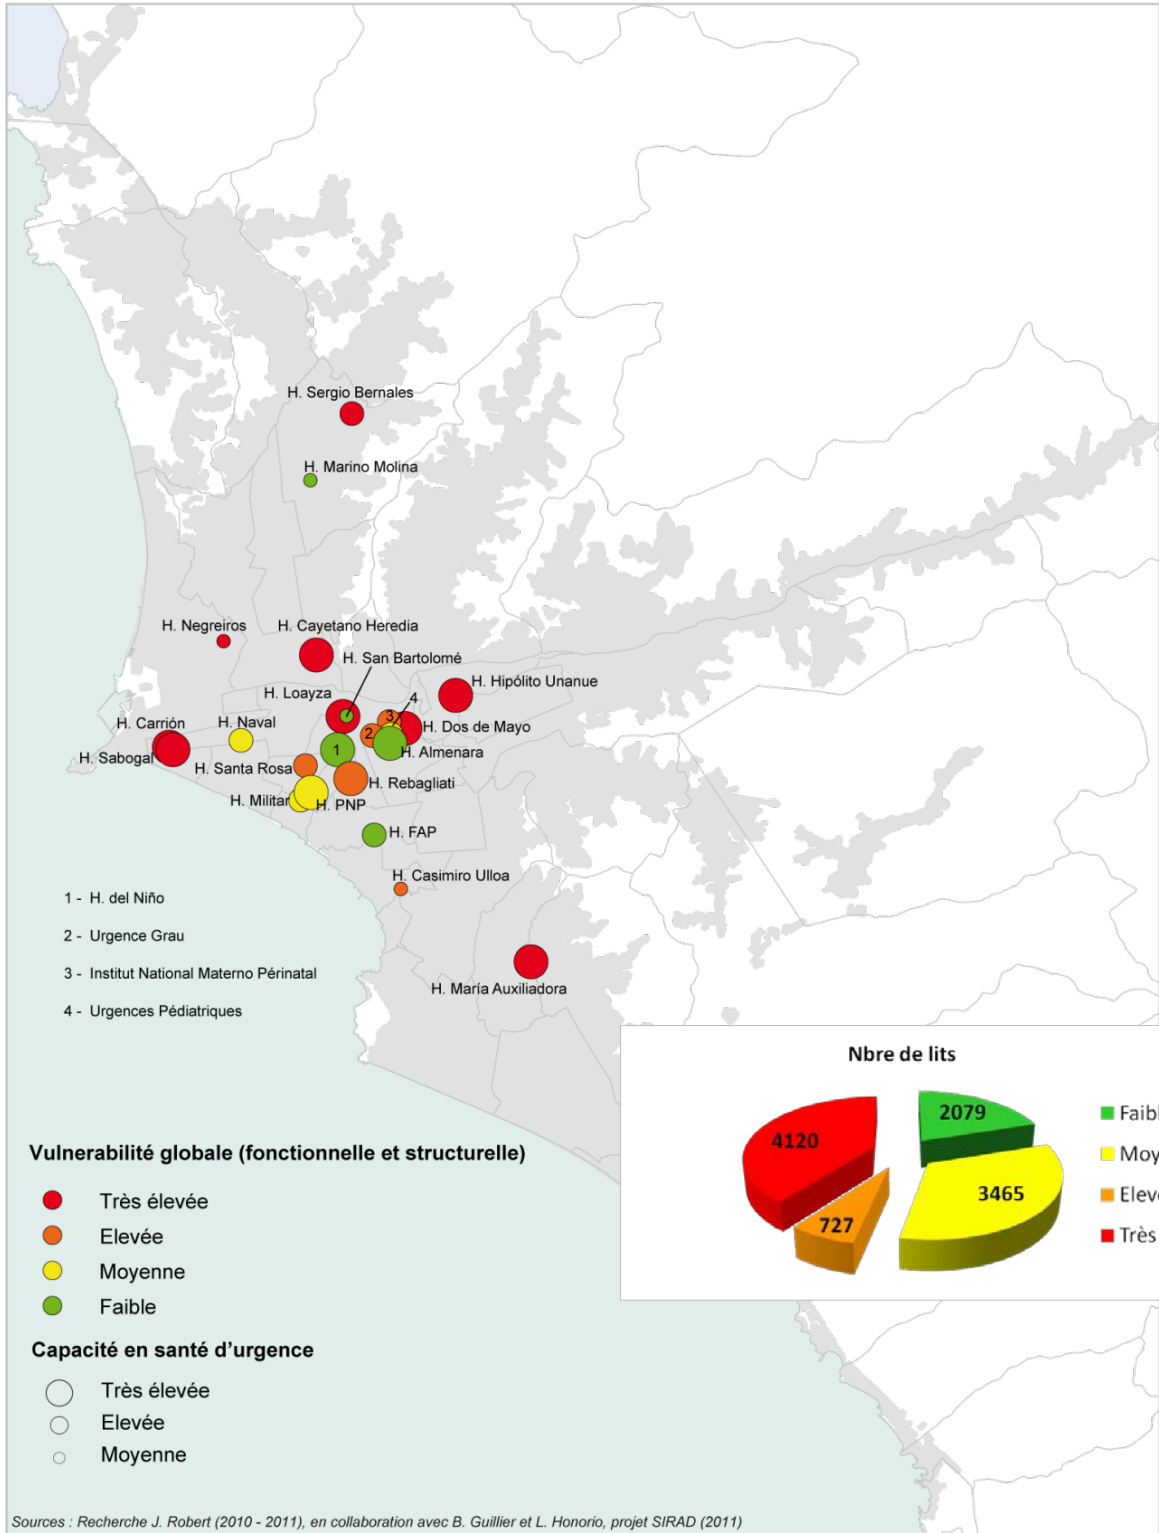 H. Sergio Bernales
H. Marino Molina
H. Negreiros
H. Cayetano Heredia
H. San Bartolomé
H. Hipólito Unanue
4
H. Loayza
3
H. Carrión
H. Naval
H. Dos de Mayo
2
H. Sabogal
1
H. Almenara
H. Santa Rosa
H. Rebagliati
H. Militar
H. PNP
H. FAP
H. Casimiro Ulloa
1 - H. del Niño
2 - Urgence Grau
3 - Institut National Materno Périnatal
4 - Urgences Pédiatriques
H. María Auxiliadora
Nbre de lits
2079
4120
3465
727
Faibl
Moy
Elev
Très
Vulnerabilité globale (fonctionnelle et structurelle)
Très élevée
Elevée
Moyenne
Faible
Capacité en santé d’urgence
Très élevée
Elevée
Moyenne
Sources : Recherche J. Robert (2010 - 2011), en collaboration avec B. Guillier et L. Honorio, projet SIRAD (2011)